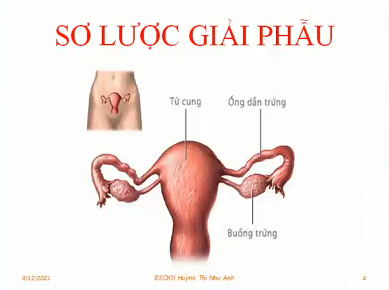 SƠ LƯỢC GIẢI PHẪU
Tử cung
Ống dẫn trứng
Buồng trứng
8/12/2021
BSCKII.Huỳnh Thị Như Anh
4